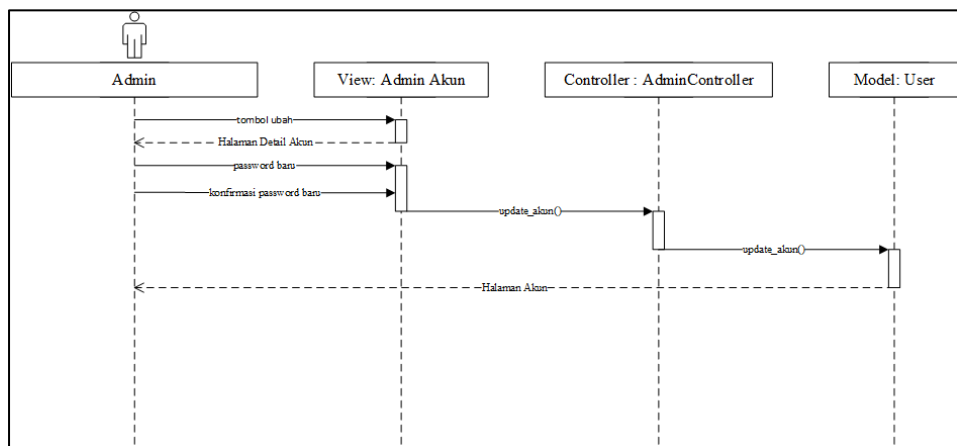 Admin
View: Admin Akun
Controller : AdminController
Model: User
tombol ubah
Halaman Detail Akun
password baru
konfirmasi password baru
update_akun()
update_akun()
Halaman Akun